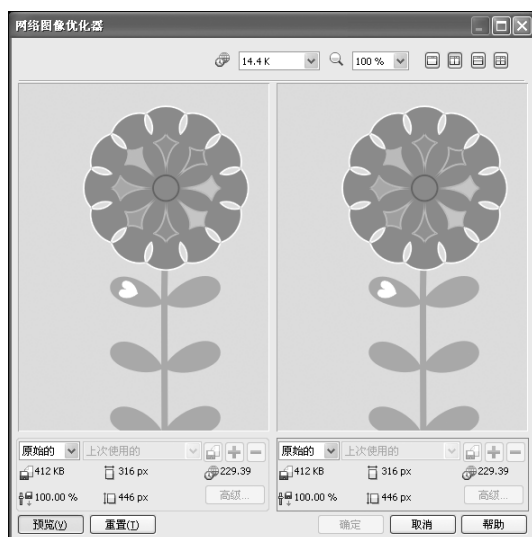 网络图像优化器
14.4 K 100 %
原始的 上次使用的 原始的 上次使用的
412 KB 316 px 229.39 412 KB 316 px 229.39
100.00 % 446 px 高级... 100.00 % 446 px 高级...
预览(V) 重置(T) 确定 取消 帮助